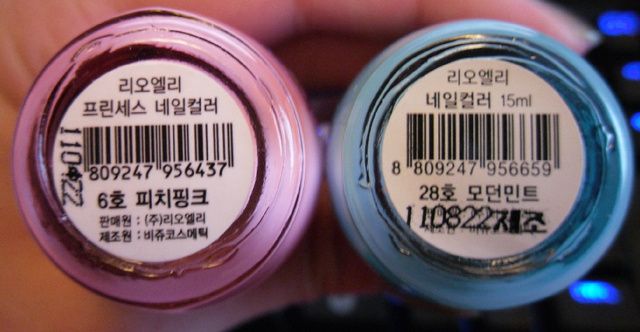 리오엘리
프린세스 네일컬러
809247 956437
110422
6호 피치핑크
판매원 : (주)리오엘리
제조원 : 비쥬코스메틱
리오엘리
네일컬러 15ml
8 809247 956659
28호 모던민트
110822제조